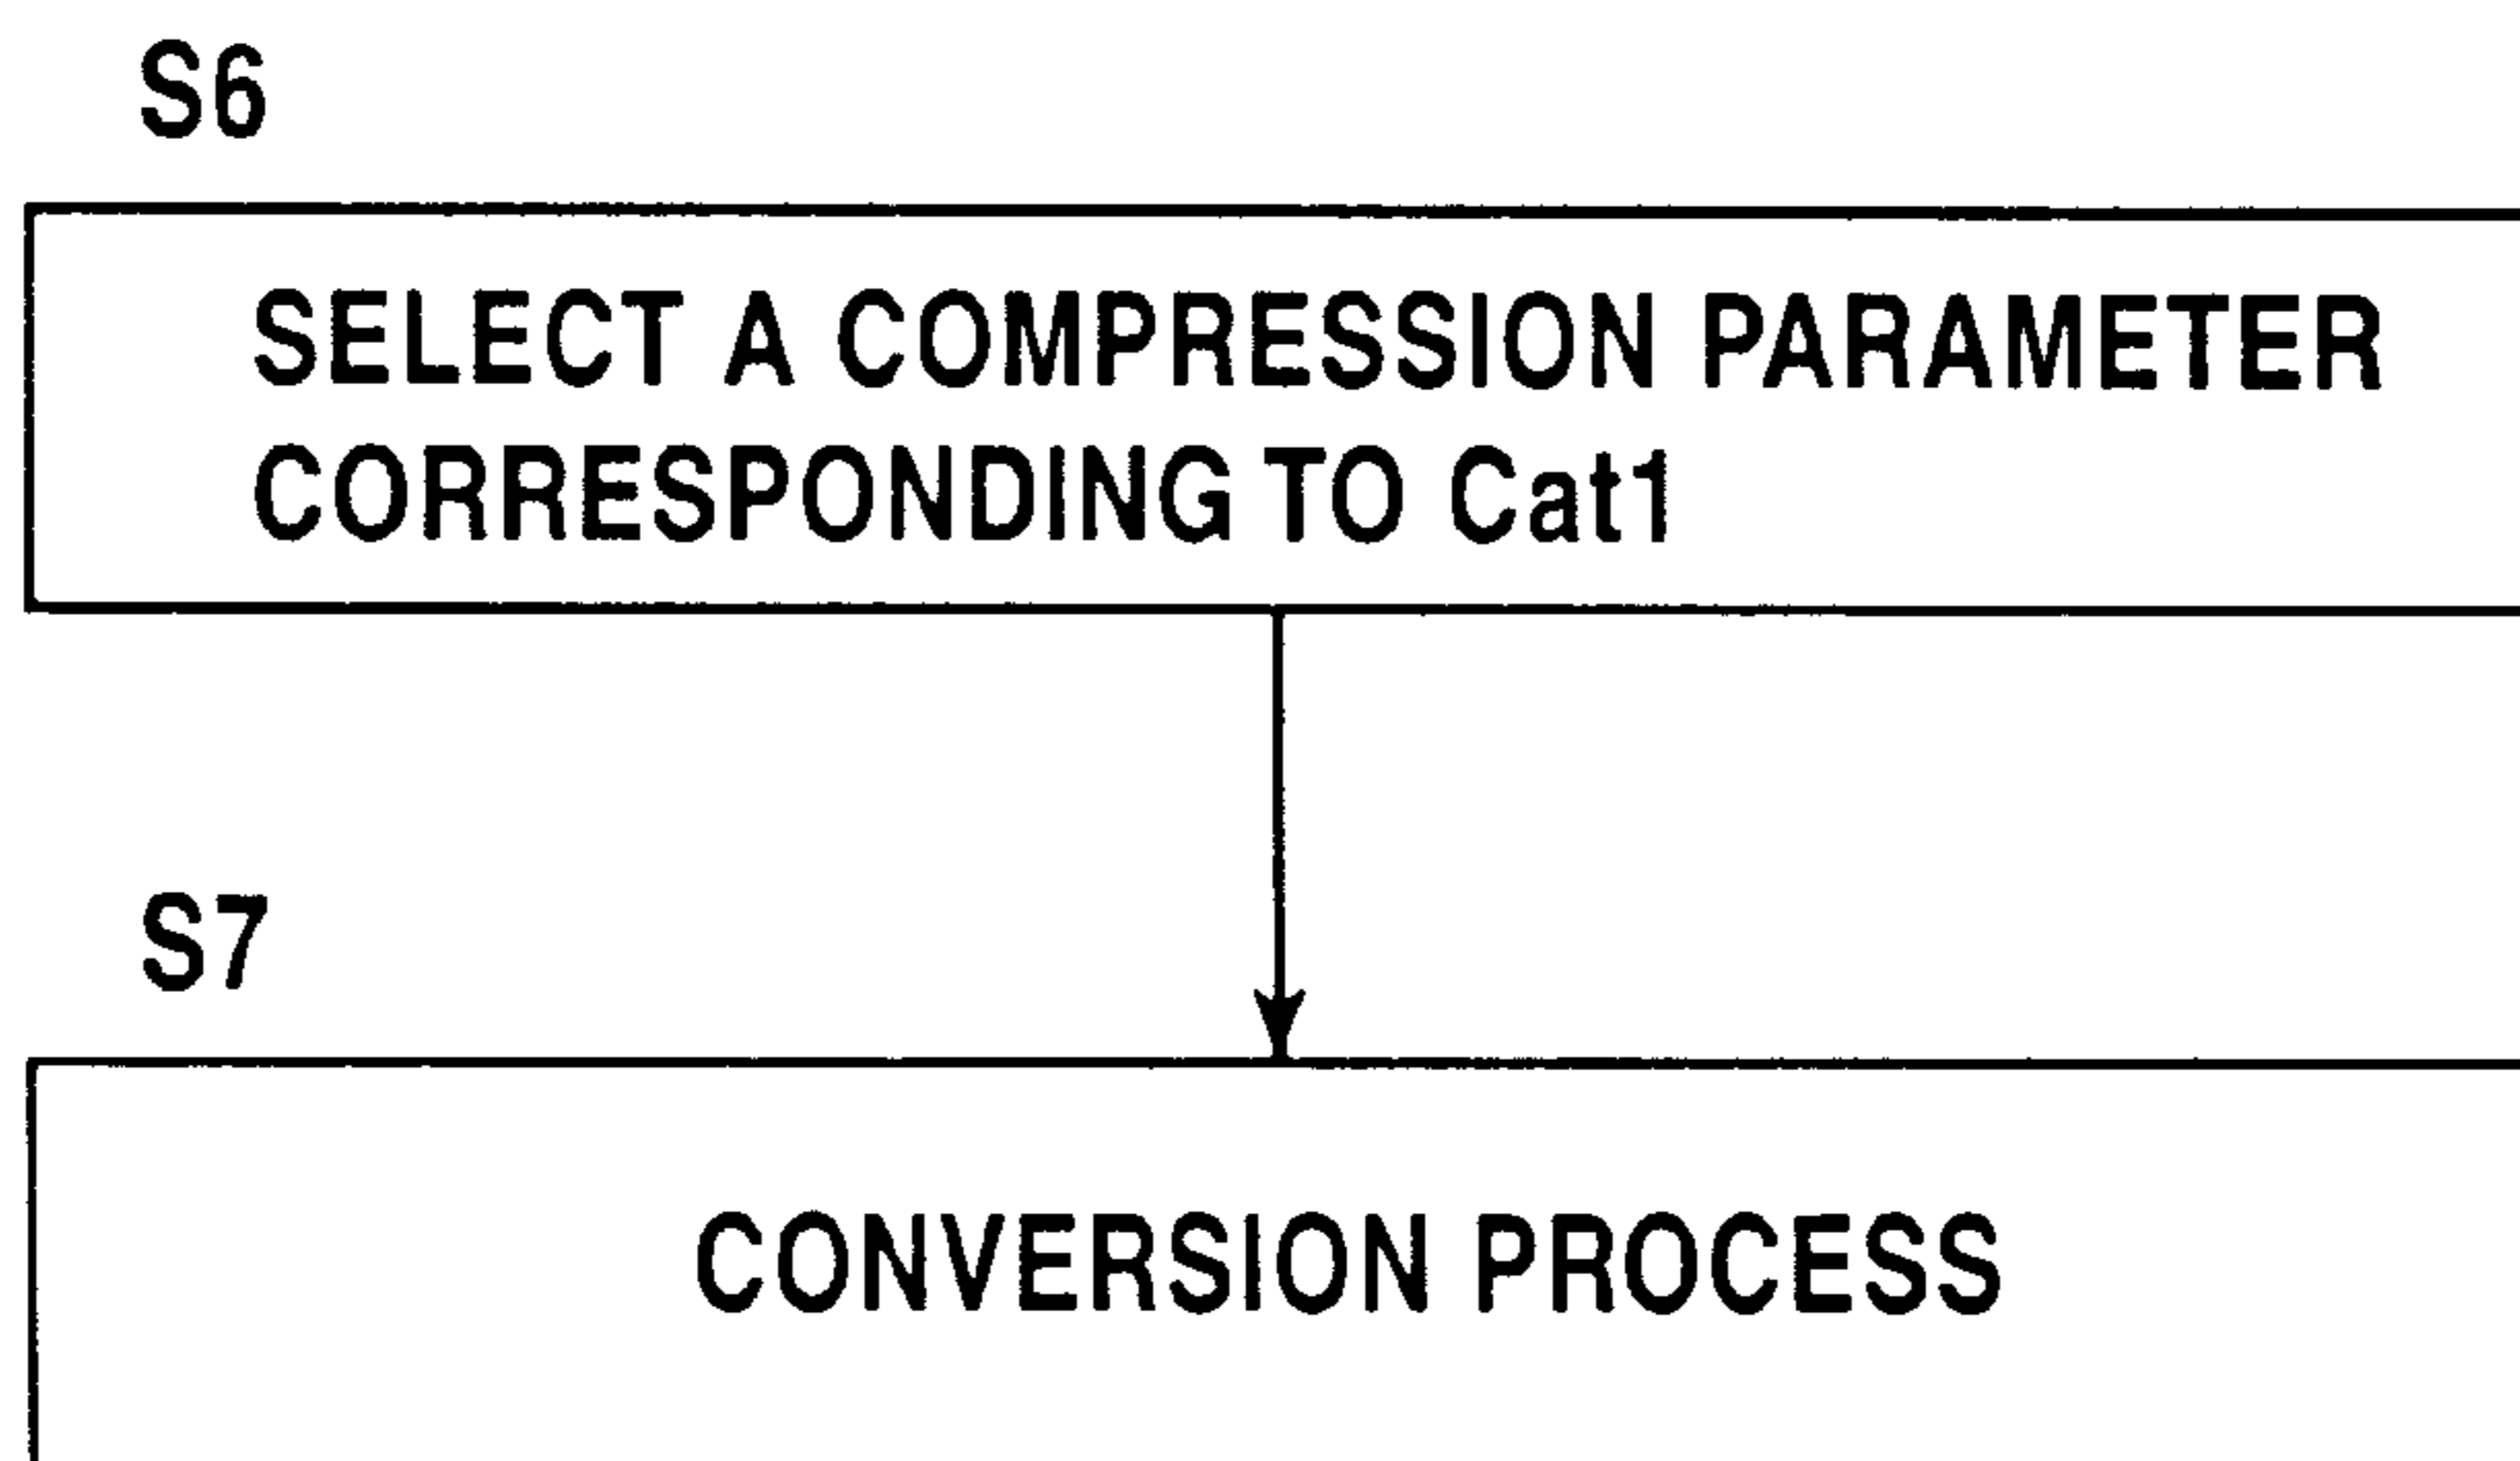 S6
SELECT A COMPRESSION PARAMETER
CORRESPONDING TO Cat1
S7
CONVERSION PROCESS